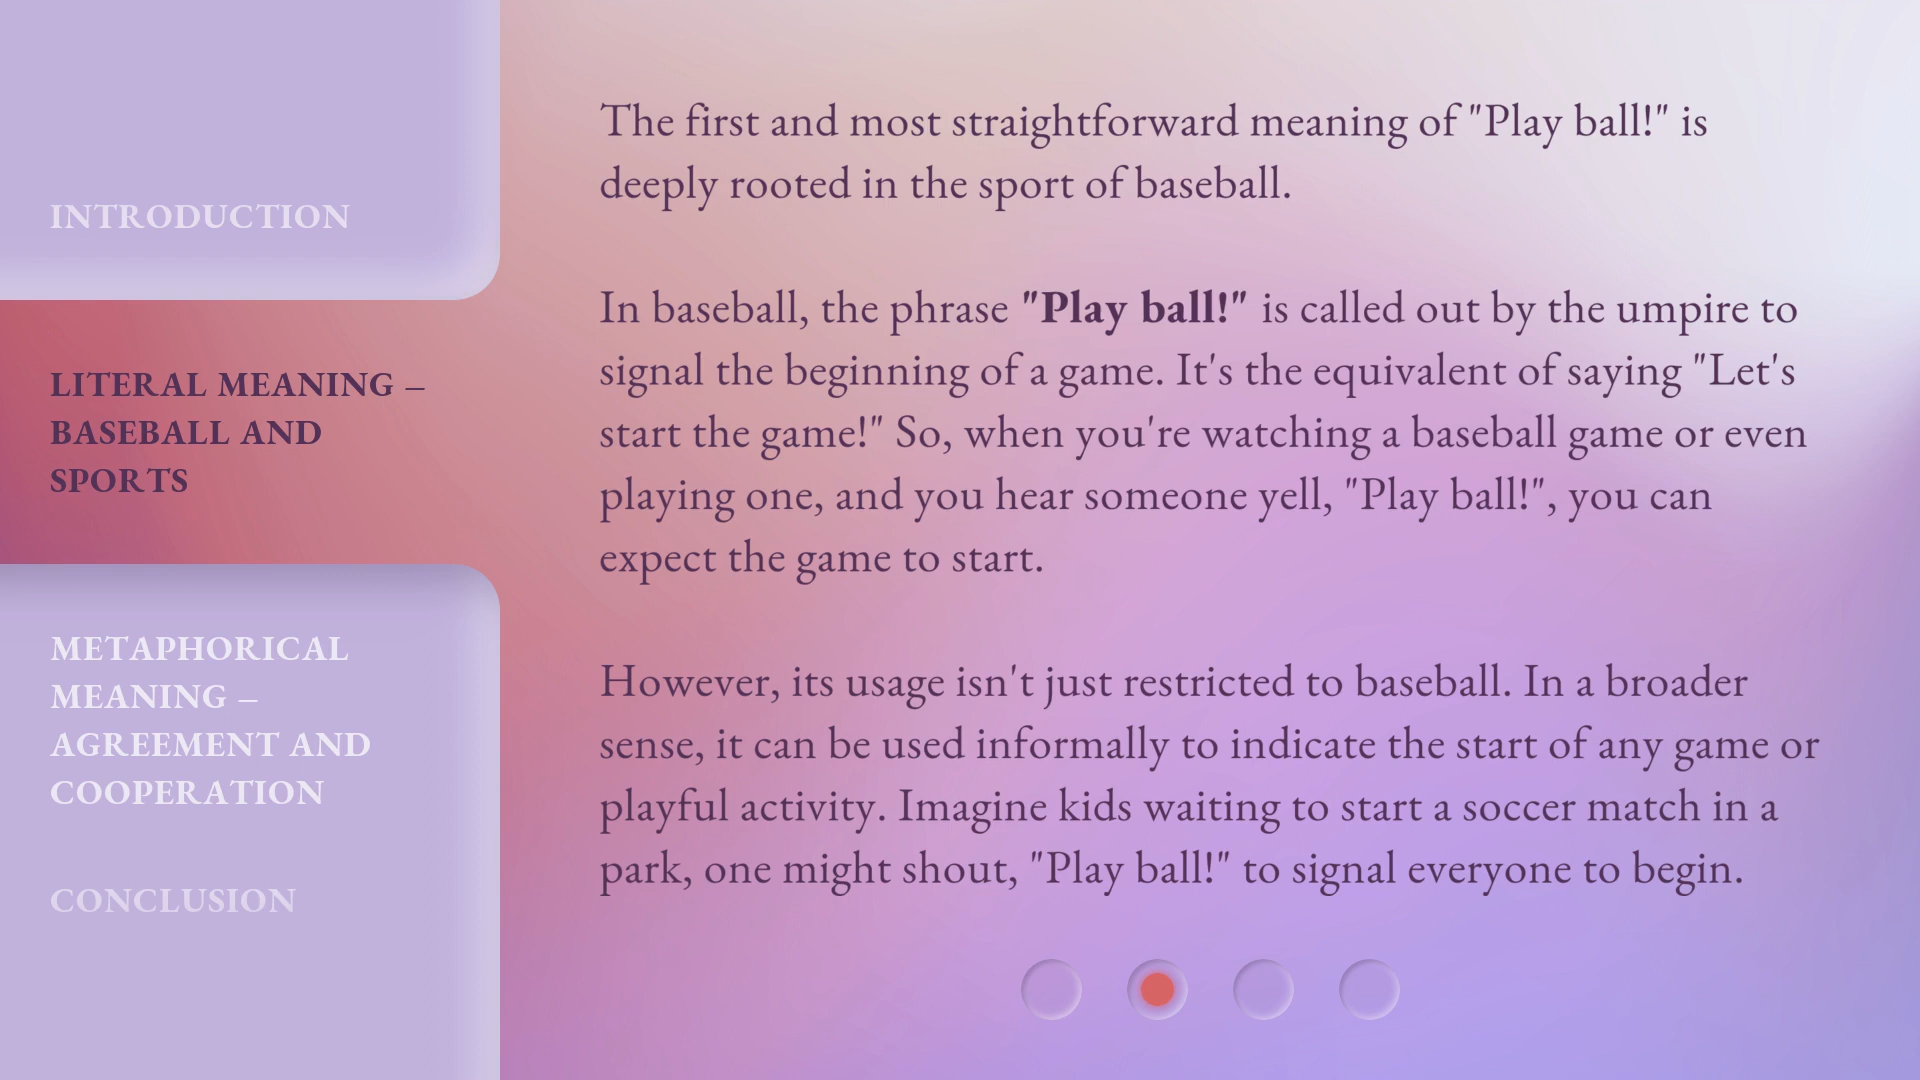 INTRODUCTION
LITERAL MEANING –
BASEBALL AND
SPORTS
METAPHORICAL
MEANING –
AGREEMENT AND
COOPERATION
CONCLUSION
The first and most straightforward meaning of "Play ball!" is
deeply rooted in the sport of baseball.
In baseball, the phrase "Play ball!" is called out by the umpire to
signal the beginning of a game. It's the equivalent of saying "Let's
start the game!" So, when you're watching a baseball game or even
playing one, and you hear someone yell, "Play ball!", you can
expect the game to start.
However, its usage isn't just restricted to baseball. In a broader
sense, it can be used informally to indicate the start of any game or
playful activity. Imagine kids waiting to start a soccer match in a
park, one might shout, "Play ball!" to signal everyone to begin.